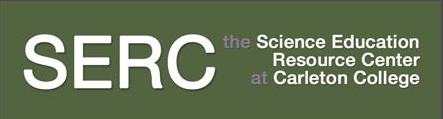 SERC
the Science Education
Resource Center
at Carleton College